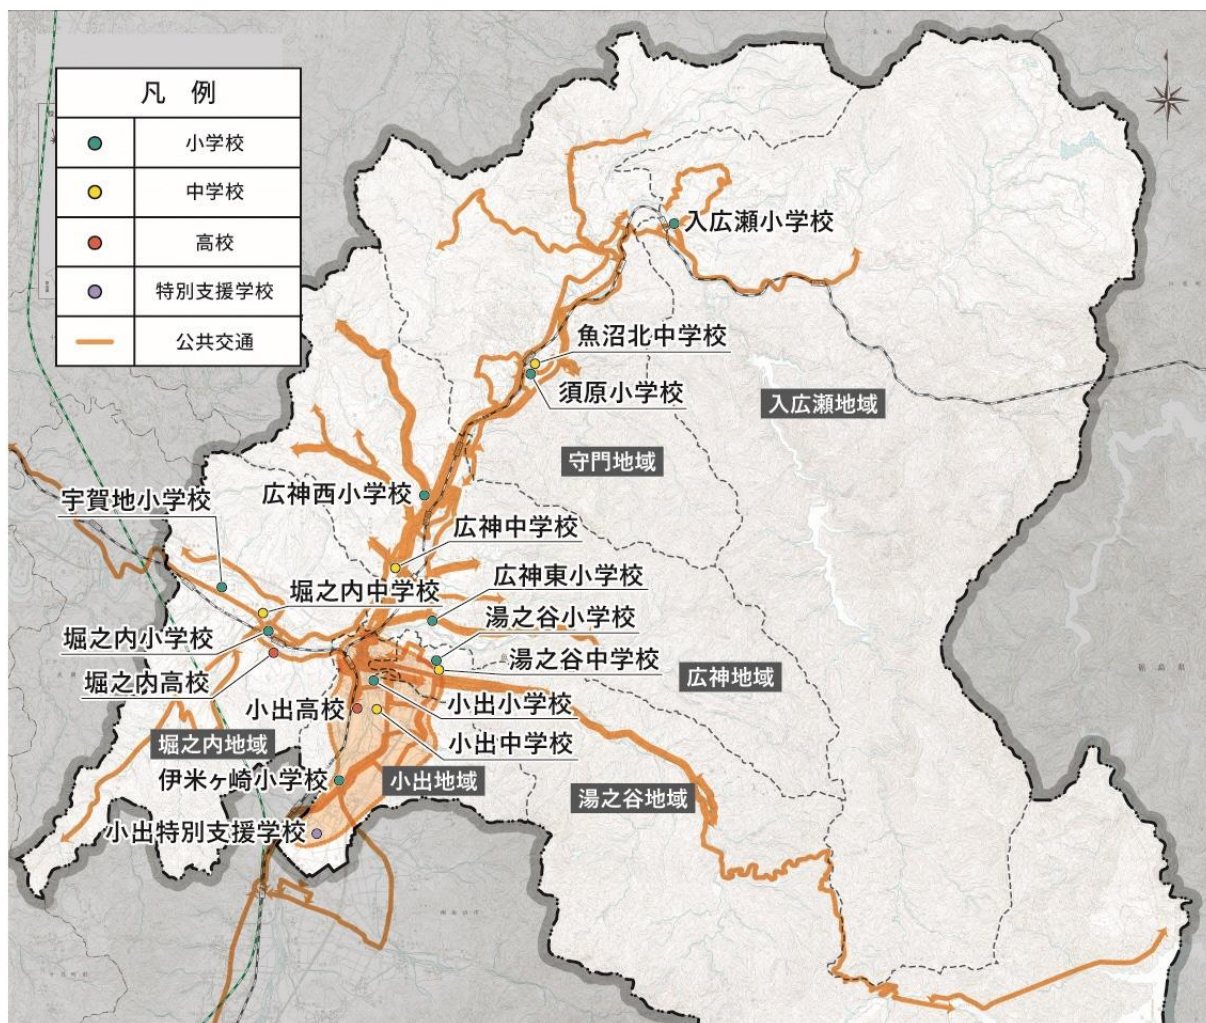 凡 例
小学校
中学校
高校
特別支援学校
公共交通
入広瀬小学校
魚沼北中学校
須原小学校
入広瀬地域
守門地域
広神西小学校
宇賀地小学校
広神中学校
堀之内中学校
広神東小学校
湯之谷小学校
堀之内小学校
湯之谷中学校
広神地域
堀之内高校
小出高校
小出小学校
堀之内地域
小出中学校
伊米ヶ崎小学校
小出地域
湯之谷地域
小出特別支援学校
福島県